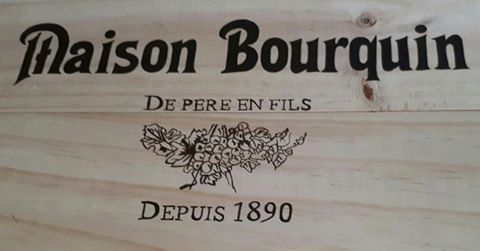 Maison Bourquin
DE PERE EN FILS
DEPUIS 1890